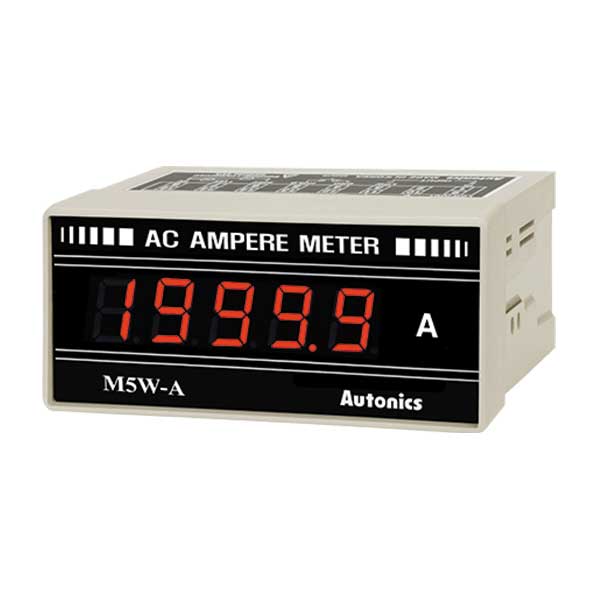 AC AMPERE METER
1999.9 A
M5W-A
Autonics